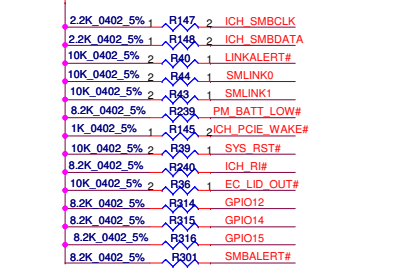 2.2K_0402_5% 1 R147 2 ICH_SMBCLK
2.2K_0402_5% 1 R148 2 ICH_SMBDATA
10K_0402_5% 2 R40 1 LINKALERT#
10K_0402_5% 2 R44 1 SMLINK0
10K_0402_5% 2 R43 1 SMLINK1
8.2K_0402_5% R239 PM_BATT_LOW#
1K_0402_5% 1 R145 2 ICH_PCIE_WAKE#
10K_0402_5% 2 R39 1 SYS_RST#
8.2K_0402_5% R240 ICH_RI#
10K_0402_5% 2 R36 1 EC_LID_OUT#
8.2K_0402_5% R314 GPIO12
8.2K_0402_5% R315 GPIO14
8.2K_0402_5% R316 GPIO15
8.2K_0402_5% R301 SMBALERT#